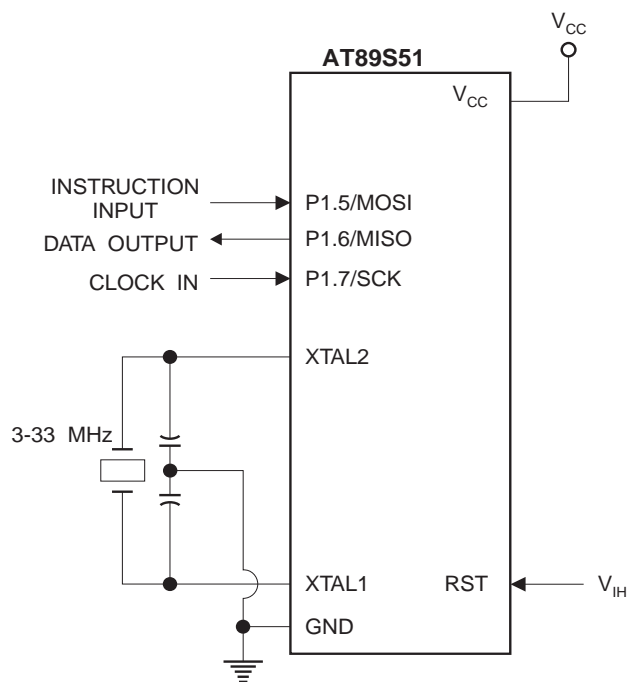 V_CC
AT89S51
V_CC
INSTRUCTION
INPUT
P1.5/MOSI
DATA OUTPUT
P1.6/MISO
CLOCK IN
P1.7/SCK
XTAL2
3-33 MHz
XTAL1
RST
V_IH
GND